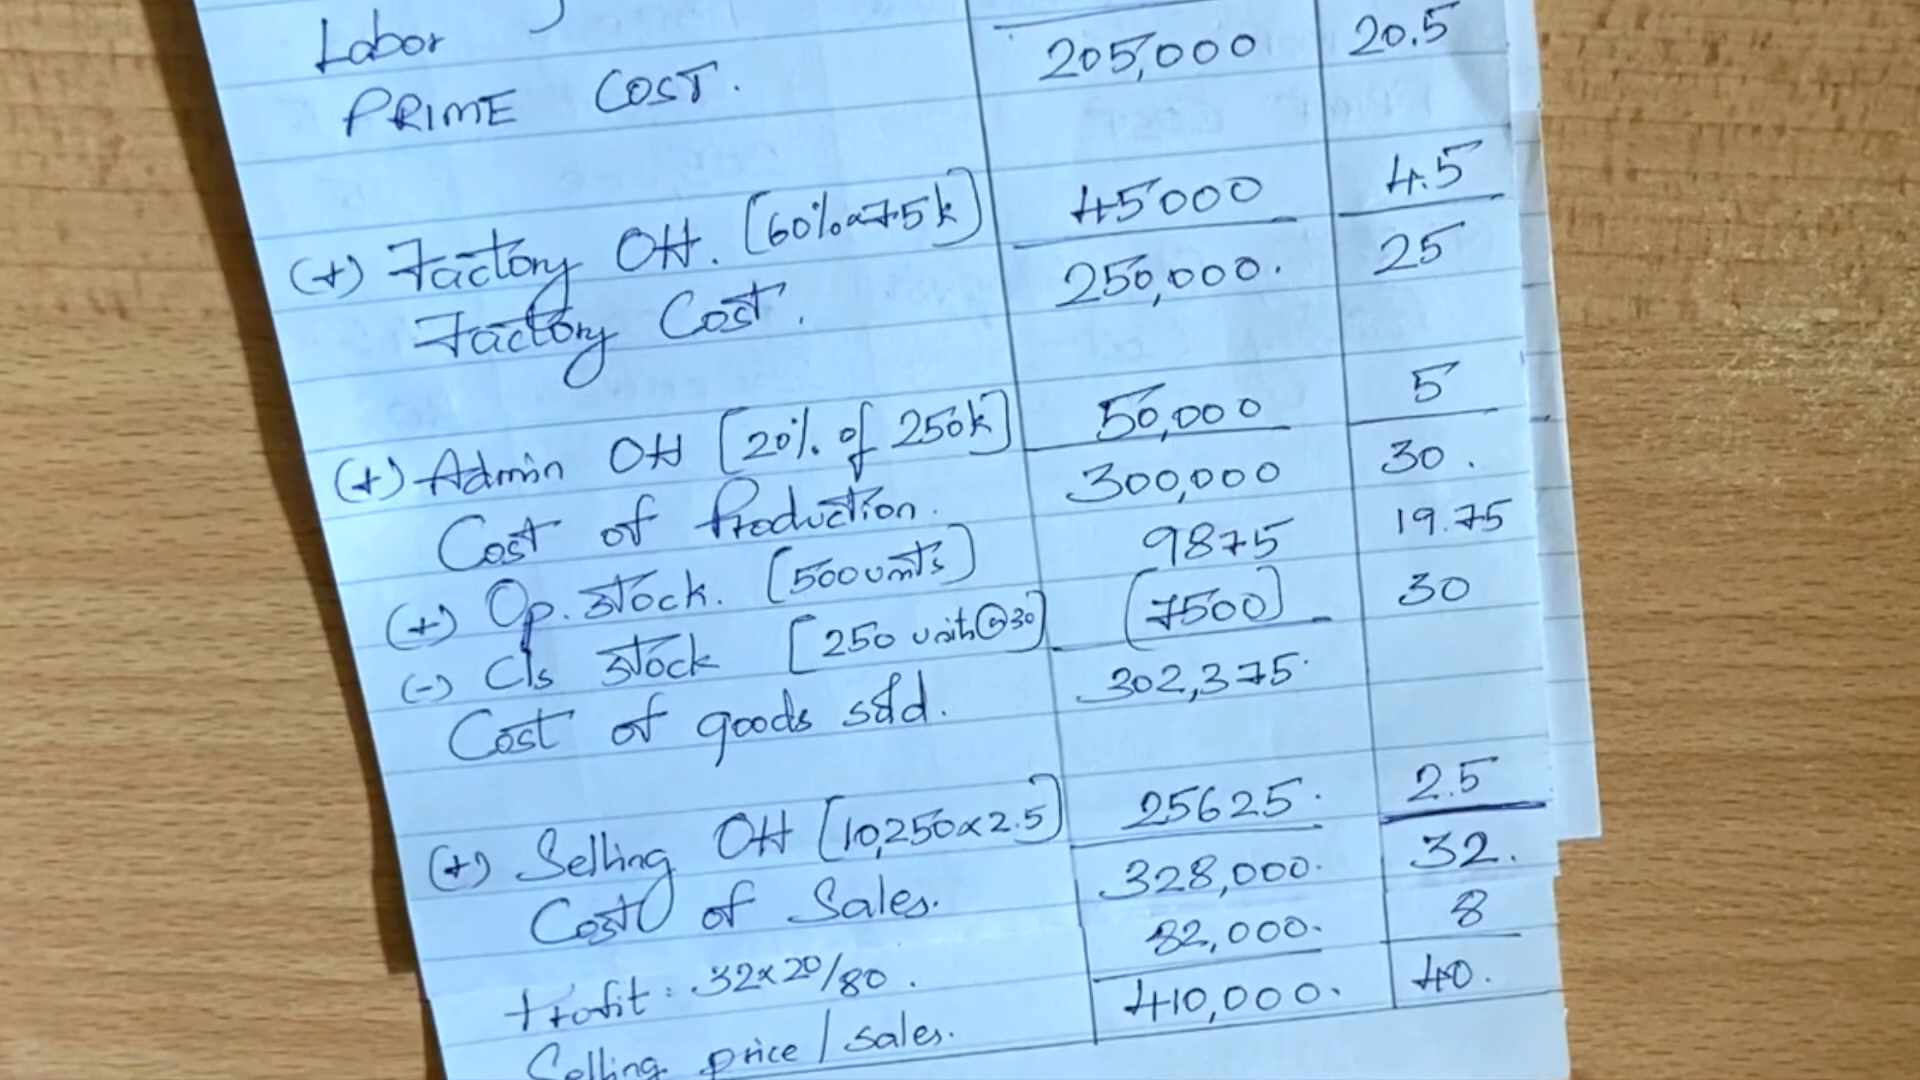 Labor
PRIME COST. 205,000 20.5
(+) Factory OH. [60% of 75k] 45000 4.5
Factory Cost. 250,000. 25
(+) Admin OH [20% of 250k] 50,000 5
Cost of Production. 300,000 30.
(+) Op. Stock. [500 units] 9875 19.75
(-) Cls stock [250 units@30] (7500) 30
Cost of goods sold. 302,375.
(+) Selling OH [10,250x2.5] 25625. 2.5
Cost of Sales. 328,000. 32.
Profit: 32x20/80. 82,000. 8
Selling price / sales. 410,000. 40.